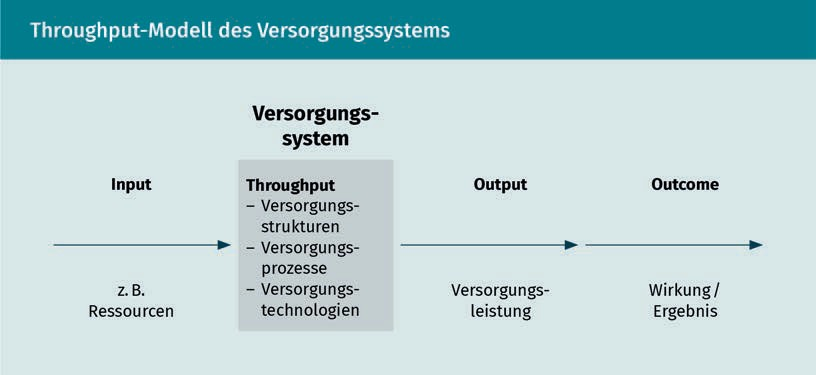 Throughput-Modell des Versorgungssystems
Versorgungs-
system
Input
z. B.
Ressourcen
Throughput
– Versorgungs-
strukturen
– Versorgungs-
prozesse
– Versorgungs-
technologien
Output
Versorgungs-
leistung
Outcome
Wirkung /
Ergebnis